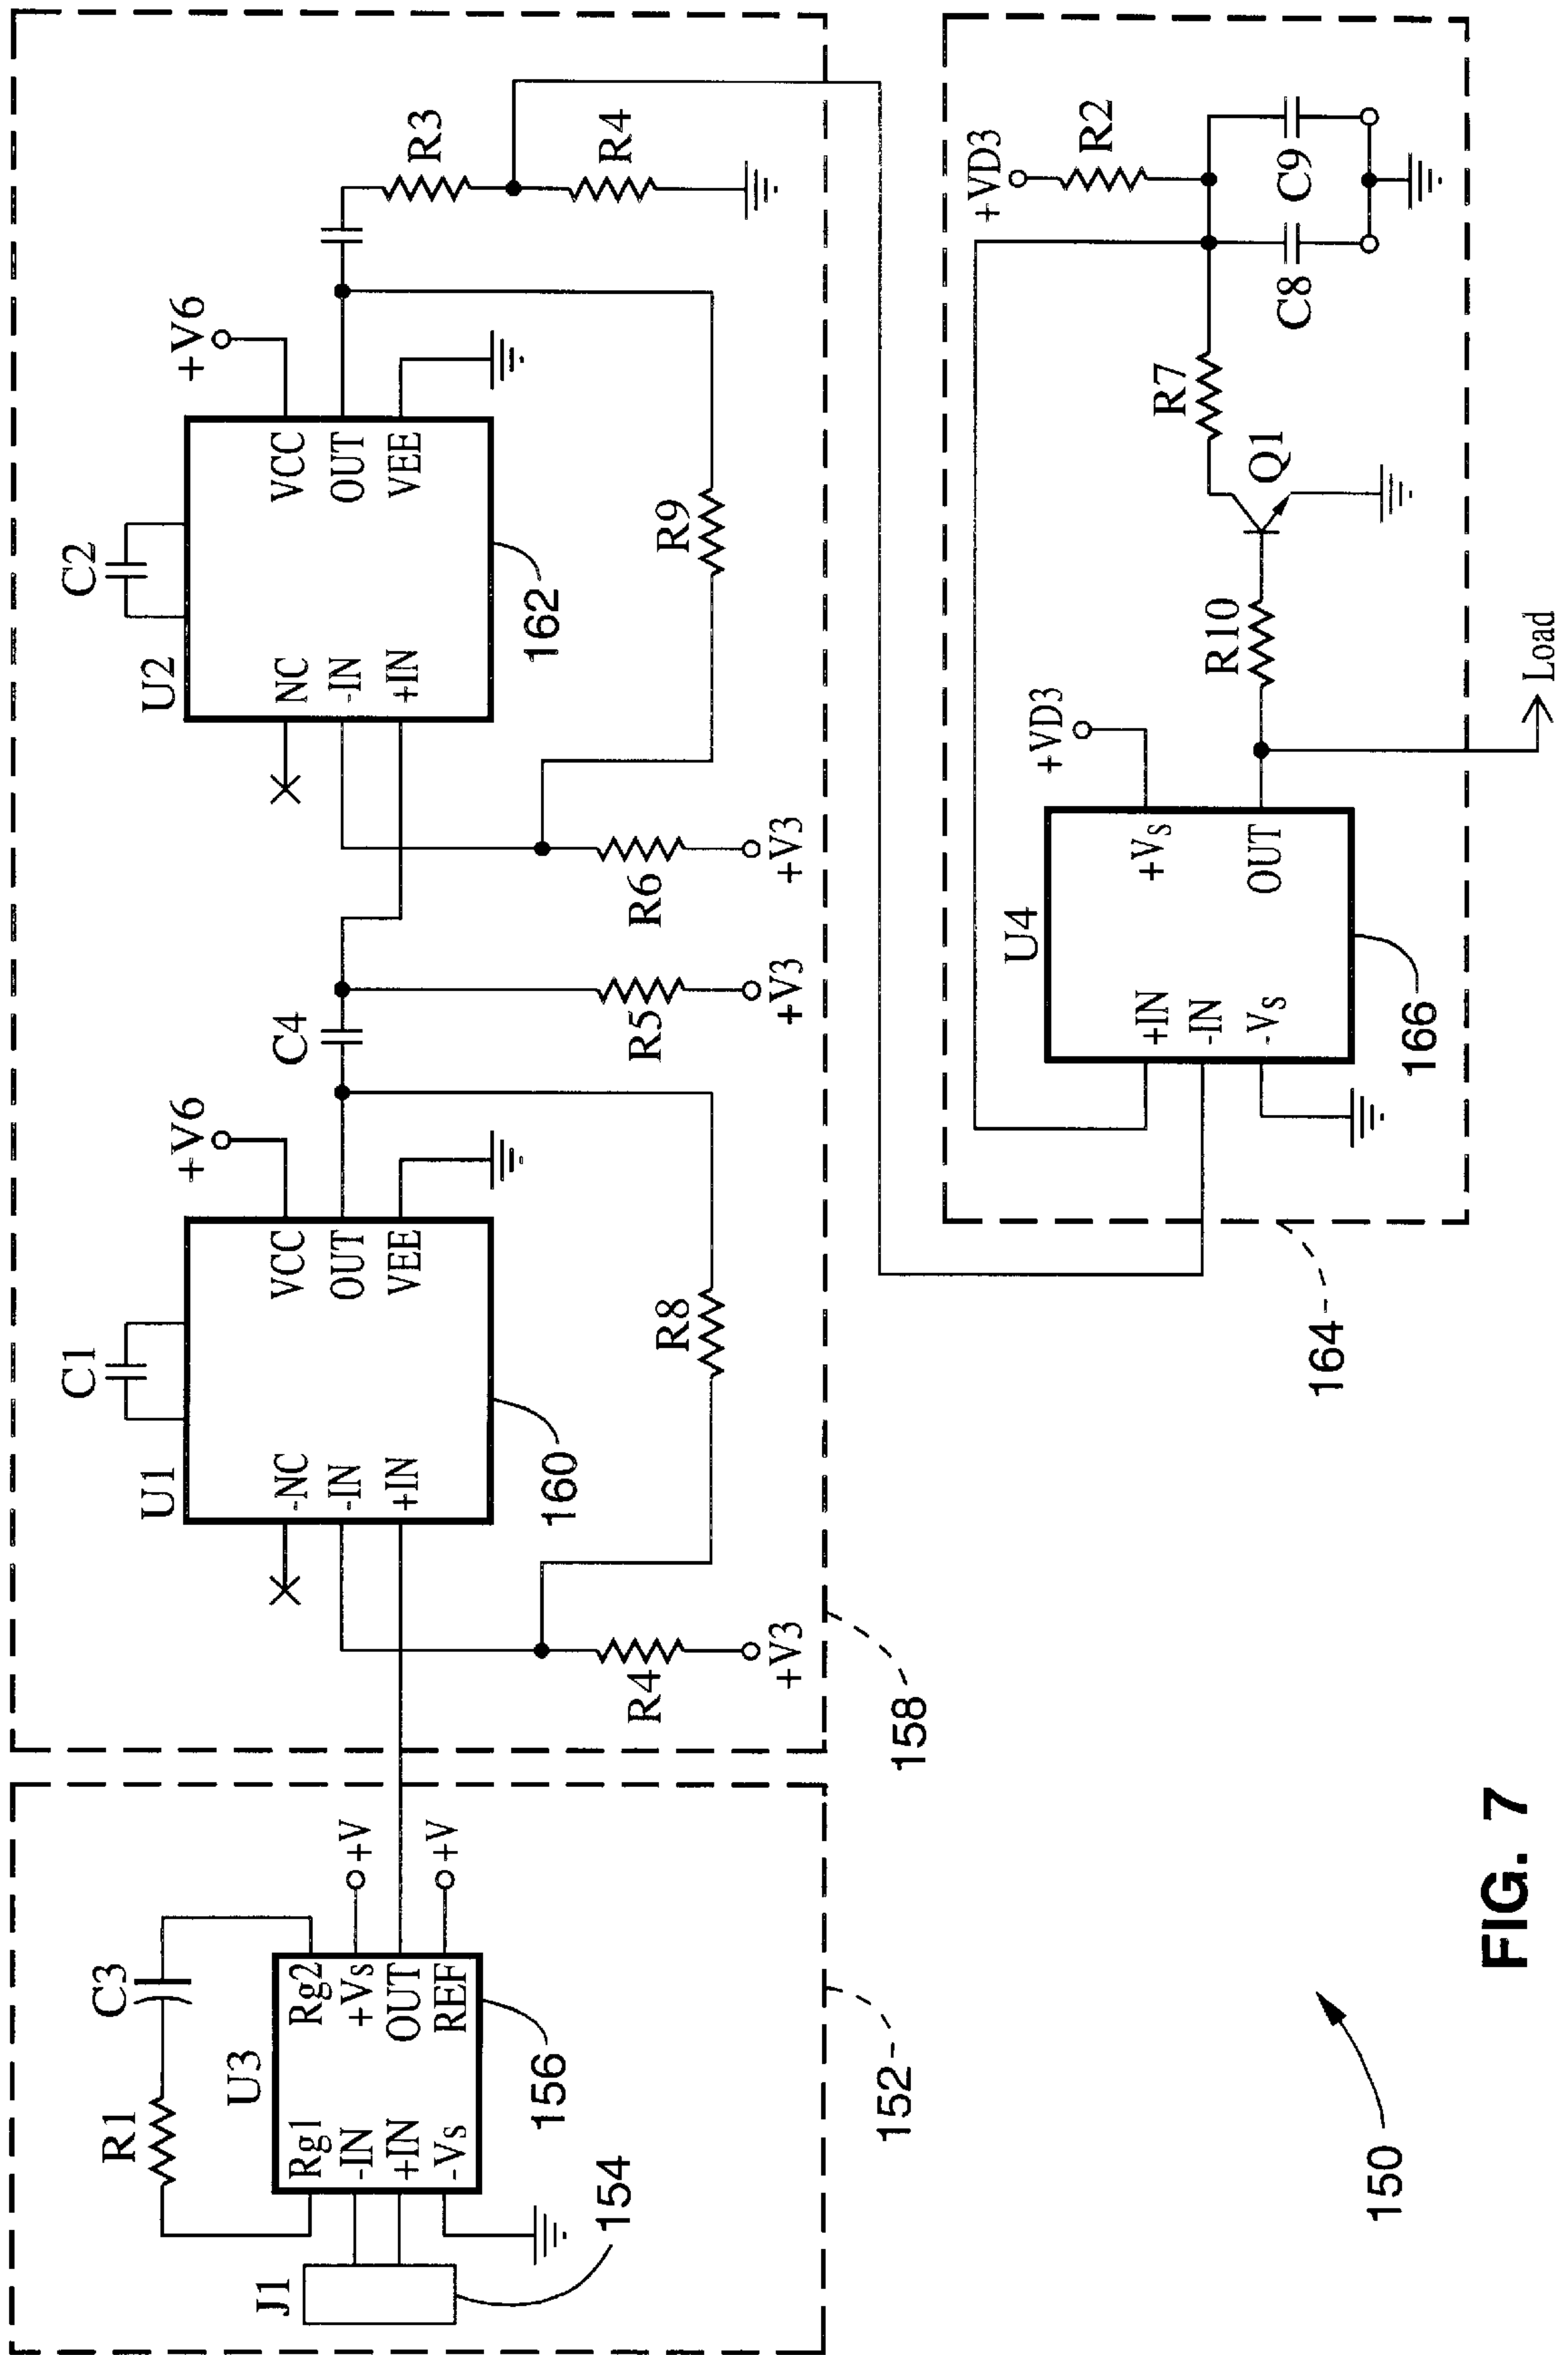 J1
154
R1
C3
U3
Rg1
-IN
+IN
-Vs
Rg2
+Vs
OUT
REF
+V
+V
156
152
C1
U1
-NC
-IN
+IN
VCC
OUT
VEE
+V6
160
R8
R4
+V3
C4
R5
+V3
R6
+V3
C2
U2
NC
-IN
+IN
VCC
OUT
VEE
+V6
162
R9
R3
R4
158
U4
+IN
-IN
-VS
+VS
OUT
+VD3
166
R10
Q1
R7
+VD3
R2
C8
C9
Load
164
150
FIG. 7